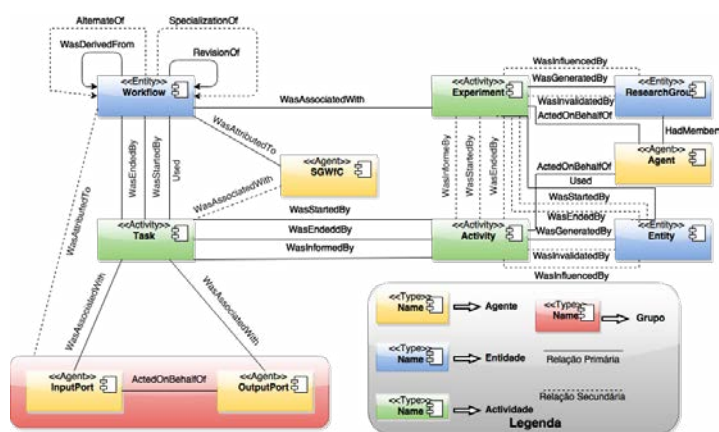 AlternateOf
SpecializationOf
WasDerivedFrom
RevisionOf
<<Entity>>
Workflow
<<Activity>>
Experiment
<<Entity>>
ResearchGrou
WasInfluencedBy
WasGeneratedBy
WasInvalidatedBy
ActedOnBehalfOf
WasAssociatedWith
HadMember
<<Agent>>
Agent
WasAttributedTo
<<Agent>>
SGWfC
WasAssociatedWith
WasEndedBy
WasStartedBy
Used
WasInformeBy
WasStartedBy
WasEndedBy
ActedOnBehalfOf
Used
WasStartedBy
WasEndedBy
WasGeneratedBy
WasInvalidatedBy
WasInfluencedBy
WasAttributedTo
<<Activity>>
Task
WasStartedBy
WasEndeddBy
WasInformedBy
<<Activity>>
Activity
<<Entity>>
Entity
WasAssociatedWith
WasAssociatedWith
<<Agent>>
InputPort
ActedOnBehalfOf
<<Agent>>
OutputPort
<<Type>>
Name
Agente
<<Type>>
Name
Grupo
<<Type>>
Name
Entidade
Relação Primária
<<Type>>
Name
Actividade
Relação Secundária
Legenda